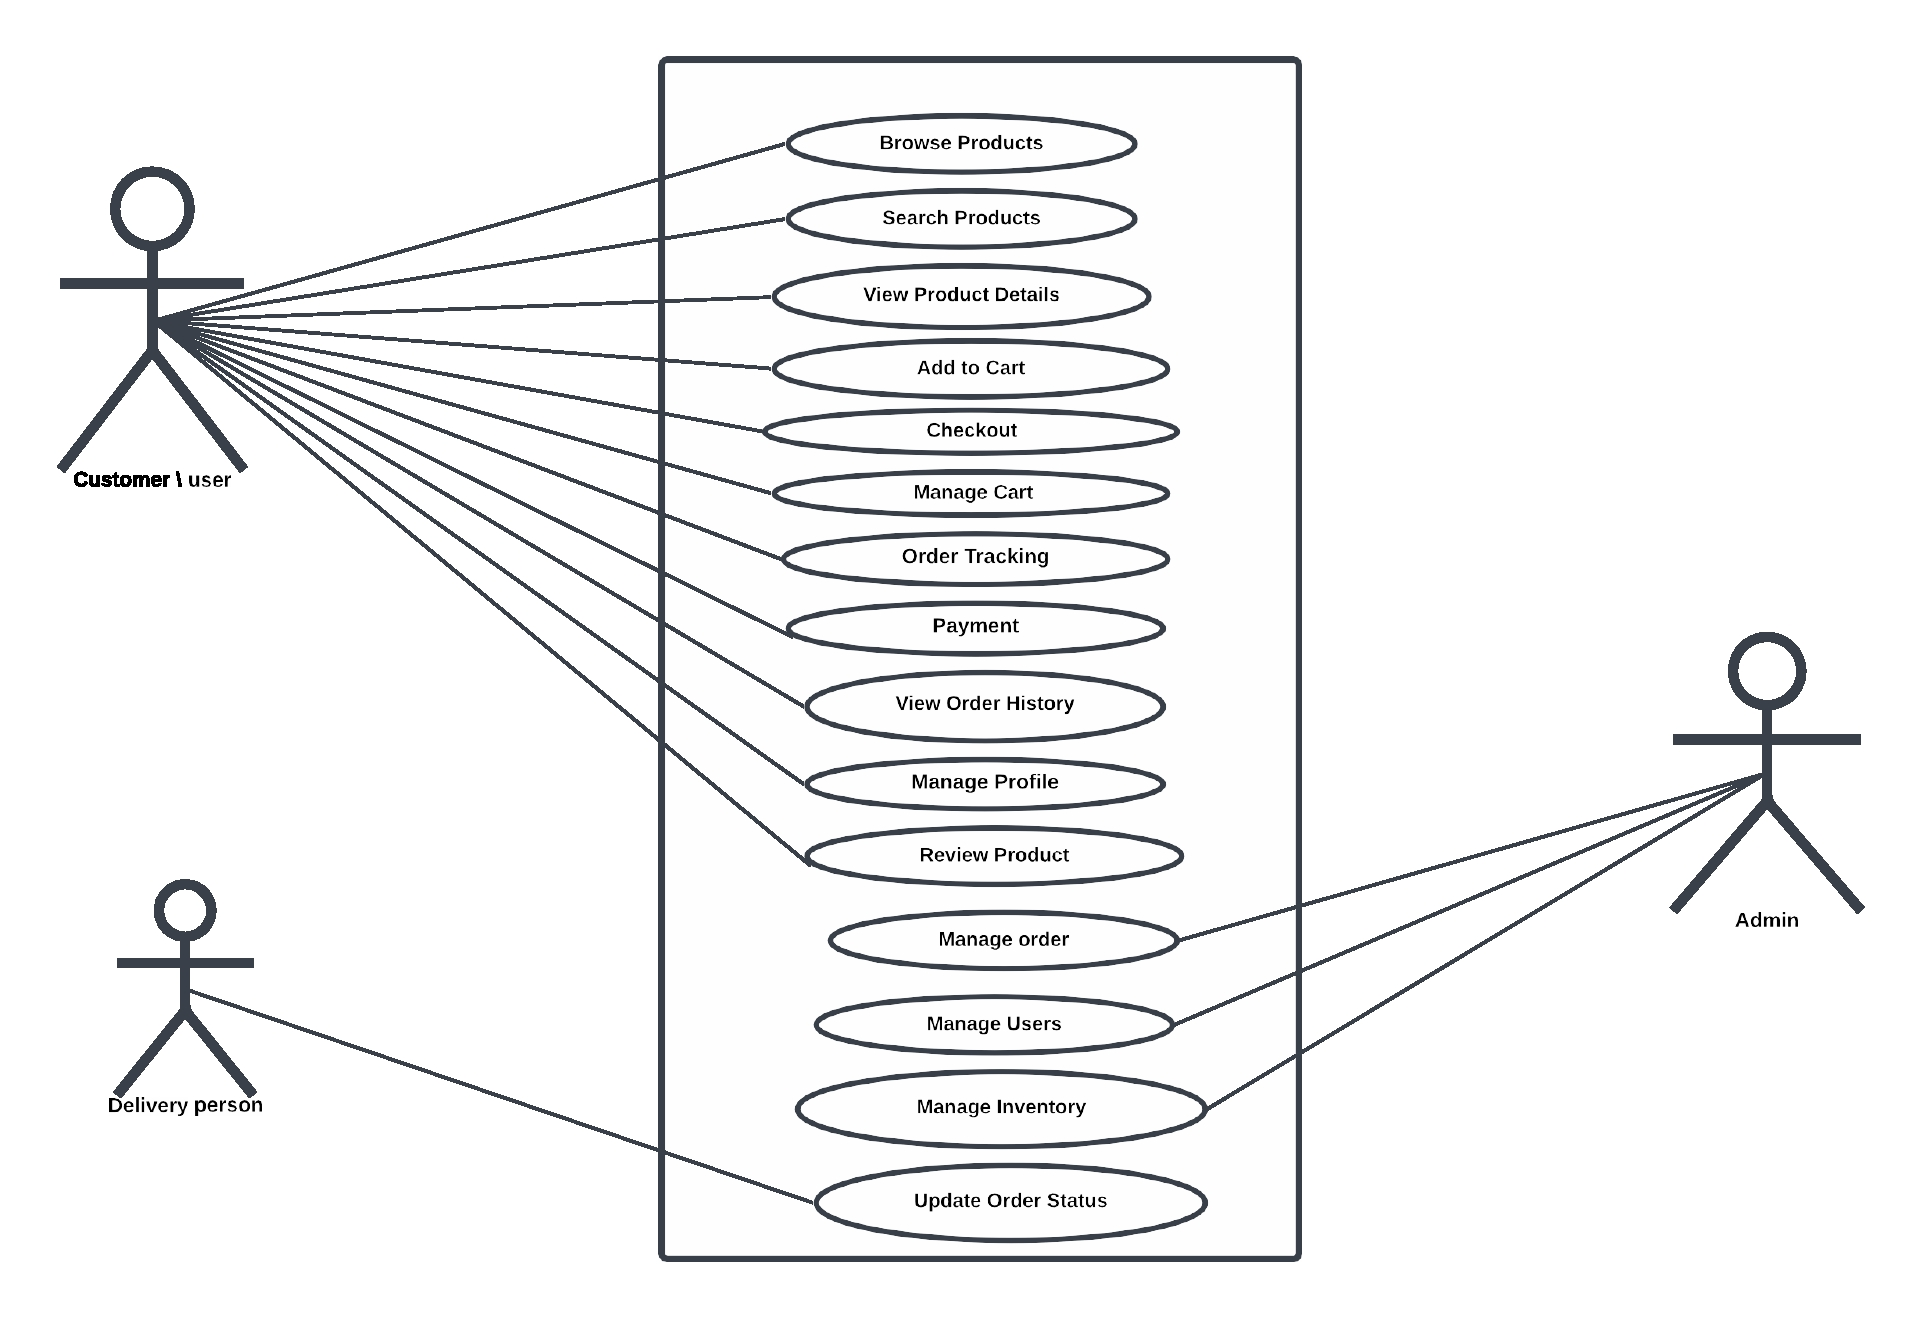 Browse Products
Search Products
View Product Details
Add to Cart
Checkout
Customer \ user
Manage Cart
Order Tracking
Payment
View Order History
Manage Profile
Review Product
Admin
Manage order
Manage Users
Delivery person
Manage Inventory
Update Order Status